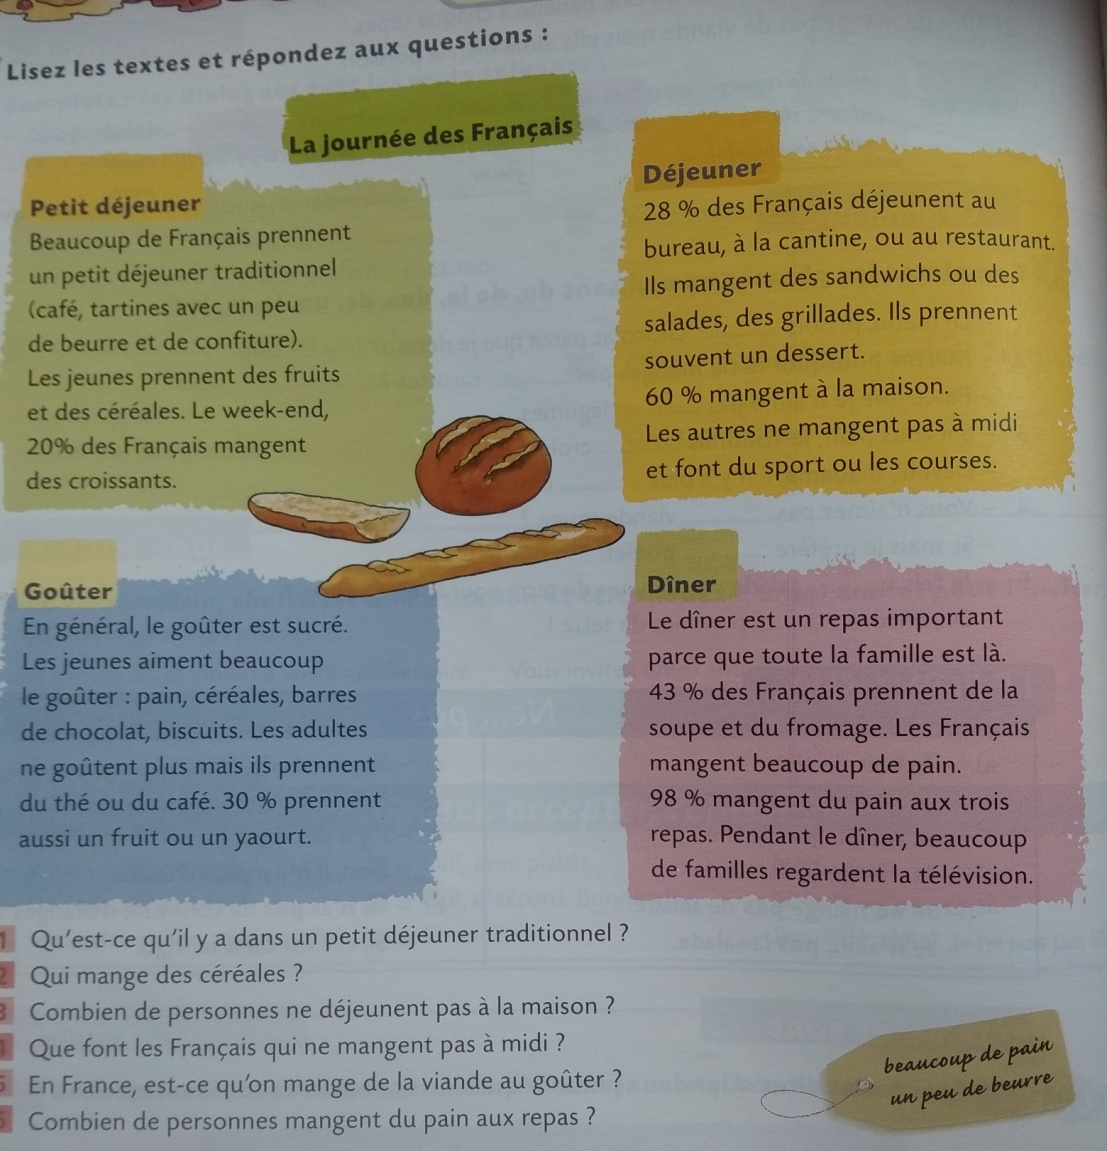 Lisez les textes et répondez aux questions :
La journée des Français
Petit déjeuner
Beaucoup de Français prennent
un petit déjeuner traditionnel
(café, tartines avec un peu
de beurre et de confiture).
Les jeunes prennent des fruits
et des céréales. Le week-end,
20% des Français mangent
des croissants.
Déjeuner
28 % des Français déjeunent au
bureau, à la cantine, ou au restaurant.
Ils mangent des sandwichs ou des
salades, des grillades. Ils prennent
souvent un dessert.
60 % mangent à la maison.
Les autres ne mangent pas à midi
et font du sport ou les courses.
Goûter
En général, le goûter est sucré.
Les jeunes aiment beaucoup
le goûter : pain, céréales, barres
de chocolat, biscuits. Les adultes
ne goûtent plus mais ils prennent
du thé ou du café. 30 % prennent
aussi un fruit ou un yaourt.
Dîner
Le dîner est un repas important
parce que toute la famille est là.
43 % des Français prennent de la
soupe et du fromage. Les Français
mangent beaucoup de pain.
98 % mangent du pain aux trois
repas. Pendant le dîner, beaucoup
de familles regardent la télévision.
1 Qu'est-ce qu'il y a dans un petit déjeuner traditionnel ?
2 Qui mange des céréales ?
3 Combien de personnes ne déjeunent pas à la maison ?
4 Que font les Français qui ne mangent pas à midi ?
5 En France, est-ce qu'on mange de la viande au goûter ?
6 Combien de personnes mangent du pain aux repas ?
beaucoup de pain
un peu de beurre